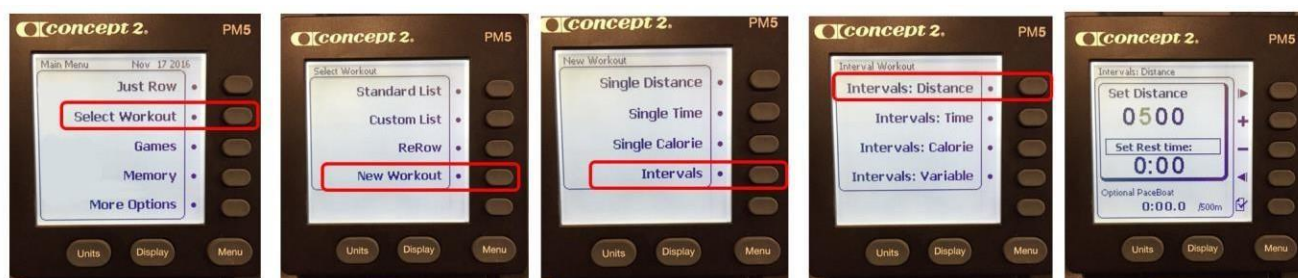 concept 2. PM5
Main Menu Nov 17 2016
Just Row
Select Workout
Games
Memory
More Options
Units Display Menu
concept 2. PM5
Select Workout
Standard List
Custom List
ReRow
New Workout
Units Display Menu
concept 2. PM5
New Workout
Single Distance
Single Time
Single Calorie
Intervals
Units Display Menu
concept 2. PM5
Interval Workout
Intervals: Distance
Intervals: Time
Intervals: Calorie
Intervals: Variable
Units Display Menu
concept 2. PM5
Intervals: Distance
Set Distance
0500
Set Rest time:
0:00
Optional PaceBoat
0:00.0 /500m
Units Display Menu